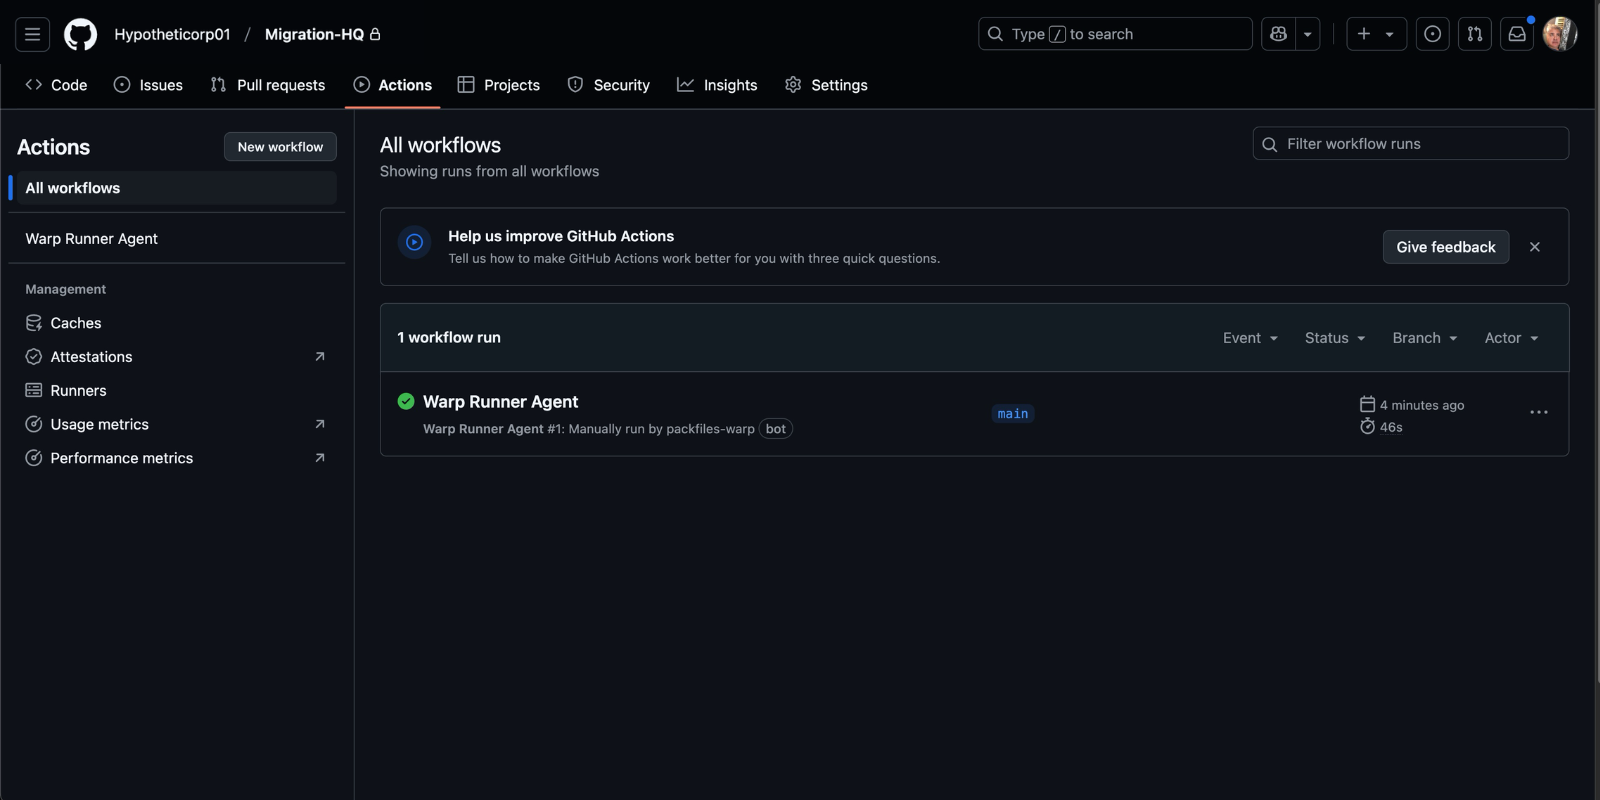 Hypotheticorp01 / Migration-HQ
Type / to search
Code
Issues
Pull requests
Actions
Projects
Security
Insights
Settings
Actions
New workflow
All workflows
Warp Runner Agent
Management
Caches
Attestations
Runners
Usage metrics
Performance metrics
All workflows
Showing runs from all workflows
Filter workflow runs
Help us improve GitHub Actions
Tell us how to make GitHub Actions work better for you with three quick questions.
Give feedback
1 workflow run
Event
Status
Branch
Actor
Warp Runner Agent
Warp Runner Agent #1: Manually run by packfiles-warp bot
main
4 minutes ago
46s